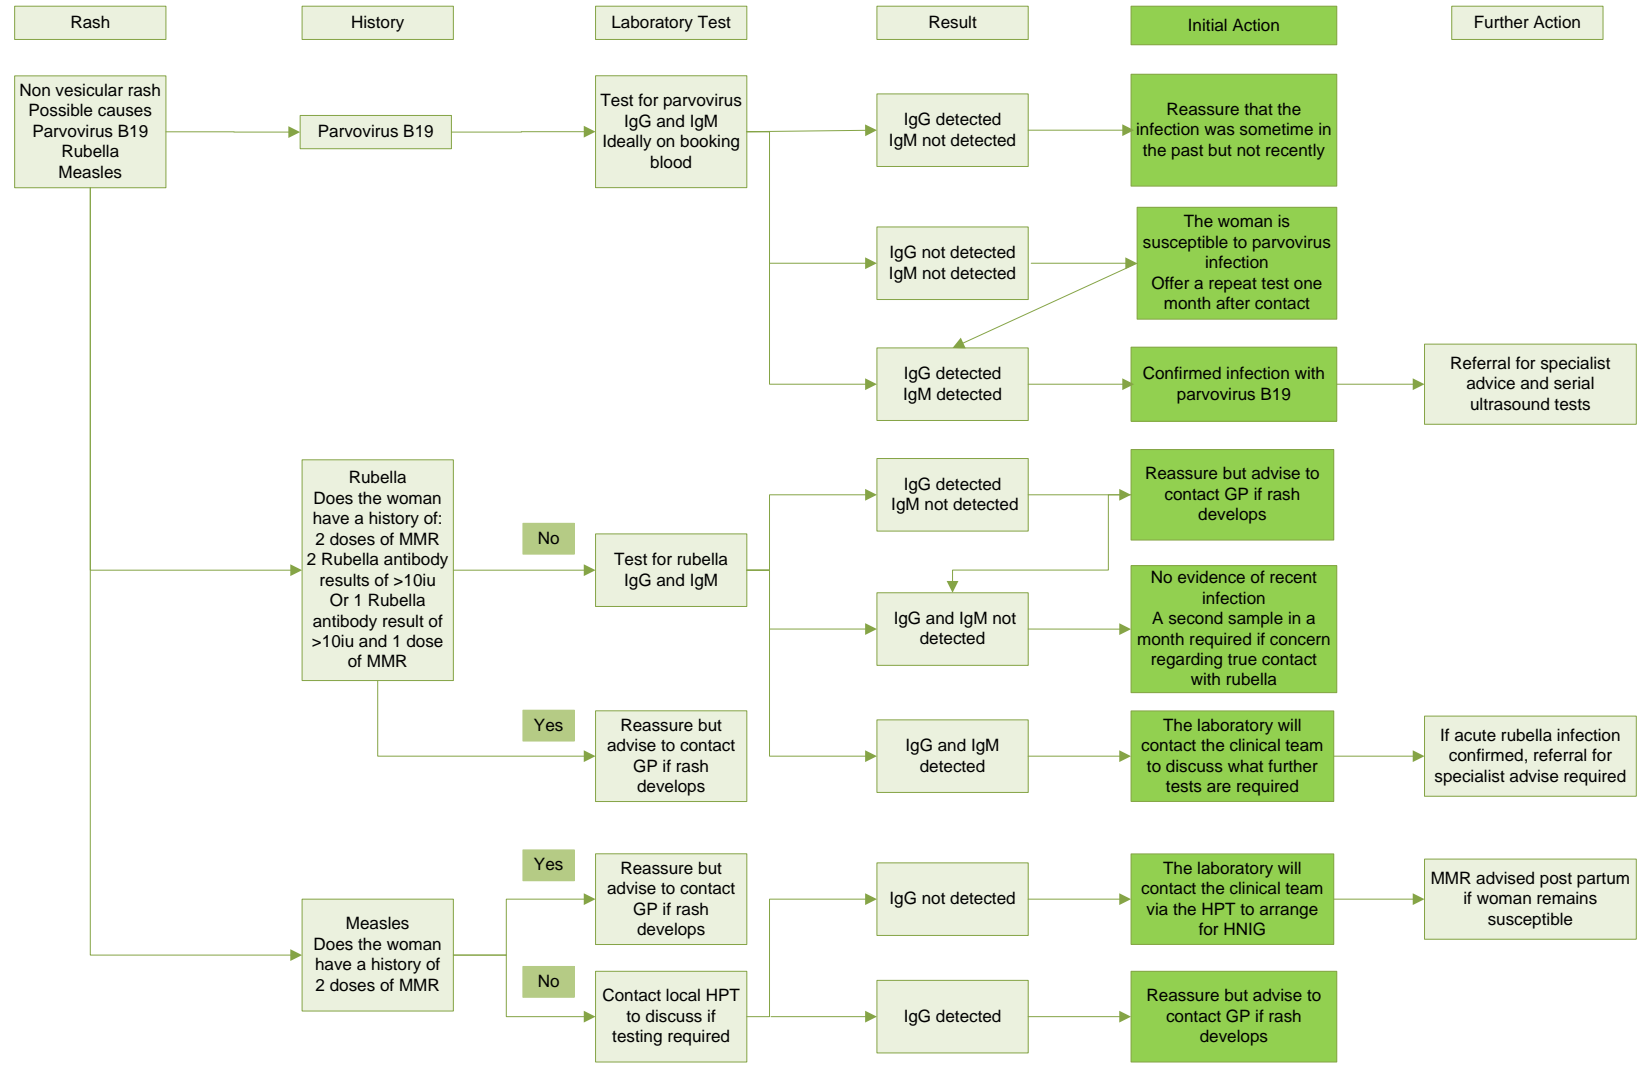 Rash
History
Laboratory Test
Result
Initial Action
Further Action
Non vesicular rash
Possible causes
Parvovirus B19
Rubella
Measles
Parvovirus B19
Test for parvovirus
IgG and IgM
Ideally on booking
blood
IgG detected
IgM not detected
Reassure that the
infection was sometime in
the past but not recently
IgG not detected
IgM not detected
The woman is
susceptible to parvovirus
infection
Offer a repeat test one
month after contact
IgG detected
IgM detected
Confirmed infection with
parvovirus B19
Referral for specialist
advice and serial
ultrasound tests
Rubella
Does the woman
have a history of:
2 doses of MMR
2 Rubella antibody
results of >10iu
Or 1 Rubella
antibody result of
>10iu and 1 dose
of MMR
No
Test for rubella
IgG and IgM
IgG detected
IgM not detected
Reassure but advise to
contact GP if rash
develops
IgG and IgM not
detected
No evidence of recent
infection
A second sample in a
month required if concern
regarding true contact
with rubella
Yes
Reassure but
advise to contact
GP if rash
develops
IgG and IgM
detected
The laboratory will
contact the clinical team
to discuss what further
tests are required
If acute rubella infection
confirmed, referral for
specialist advise required
Measles
Does the woman
have a history of
2 doses of MMR
Yes
Reassure but
advise to contact
GP if rash
develops
IgG not detected
The laboratory will
contact the clinical team
via the HPT to arrange
for HNIG
MMR advised post partum
if woman remains
susceptible
No
Contact local HPT
to discuss if
testing required
IgG detected
Reassure but advise to
contact GP if rash
develops